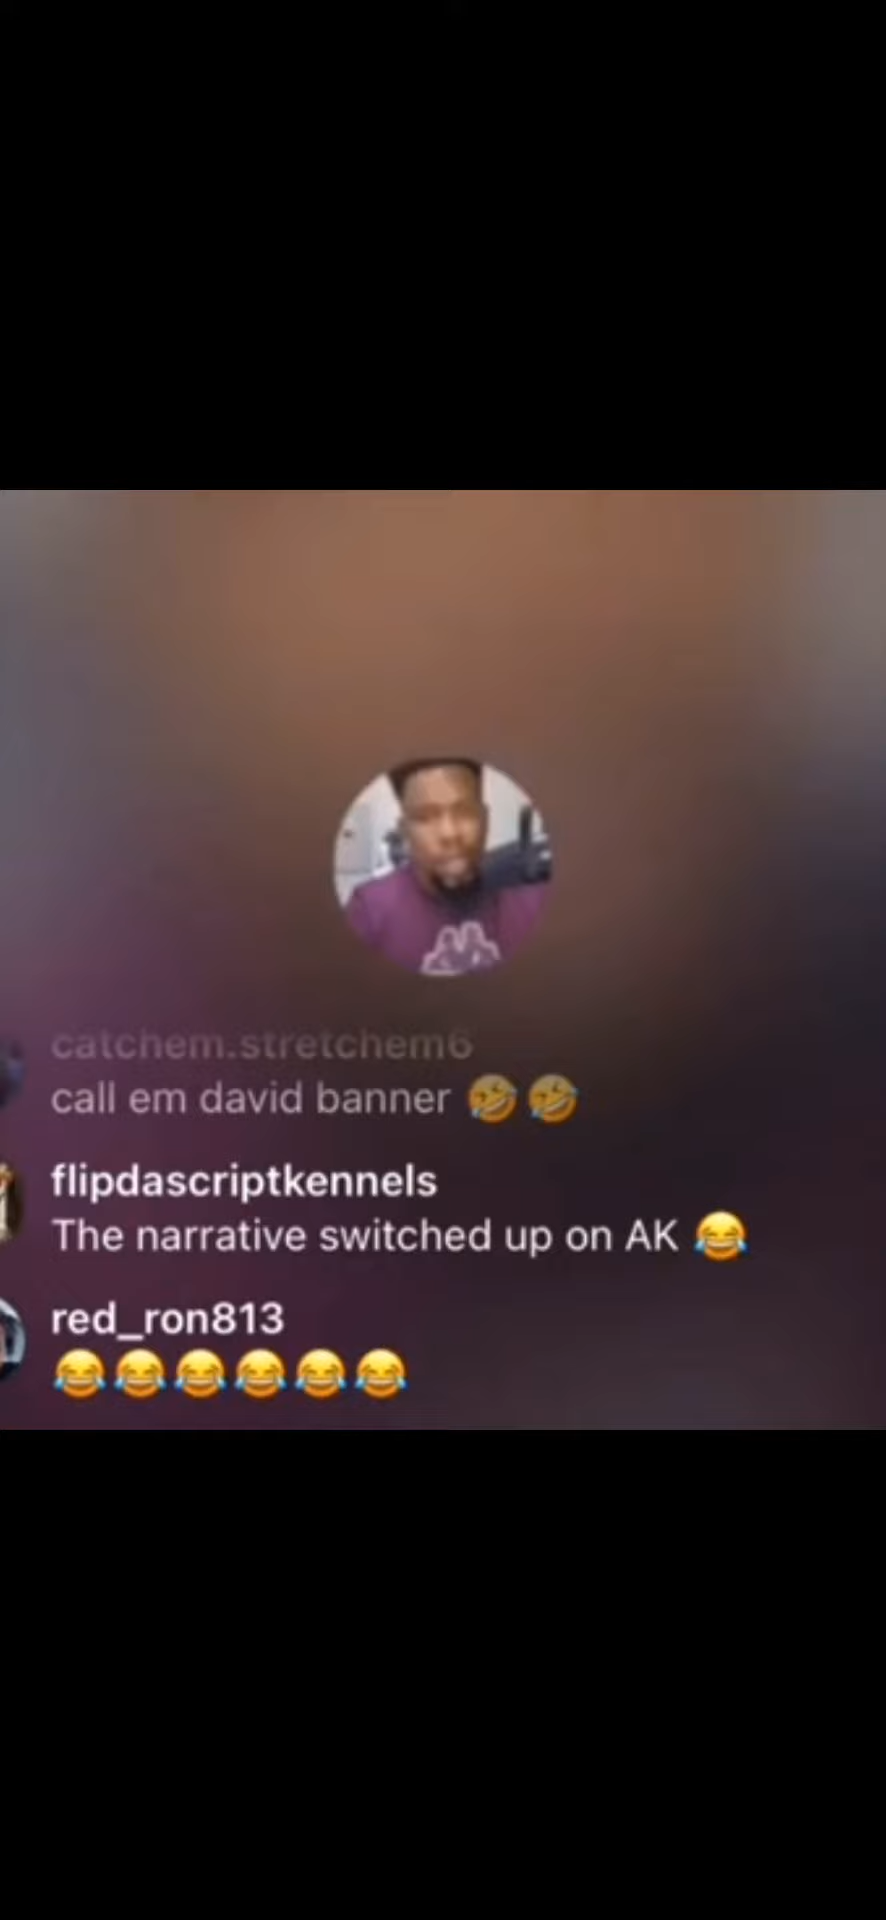 catchem.stretchem6
call em david banner 🤣🤣
flipdascriptkennels
The narrative switched up on AK 😂
red_ron813
😂😂😂😂😂😂